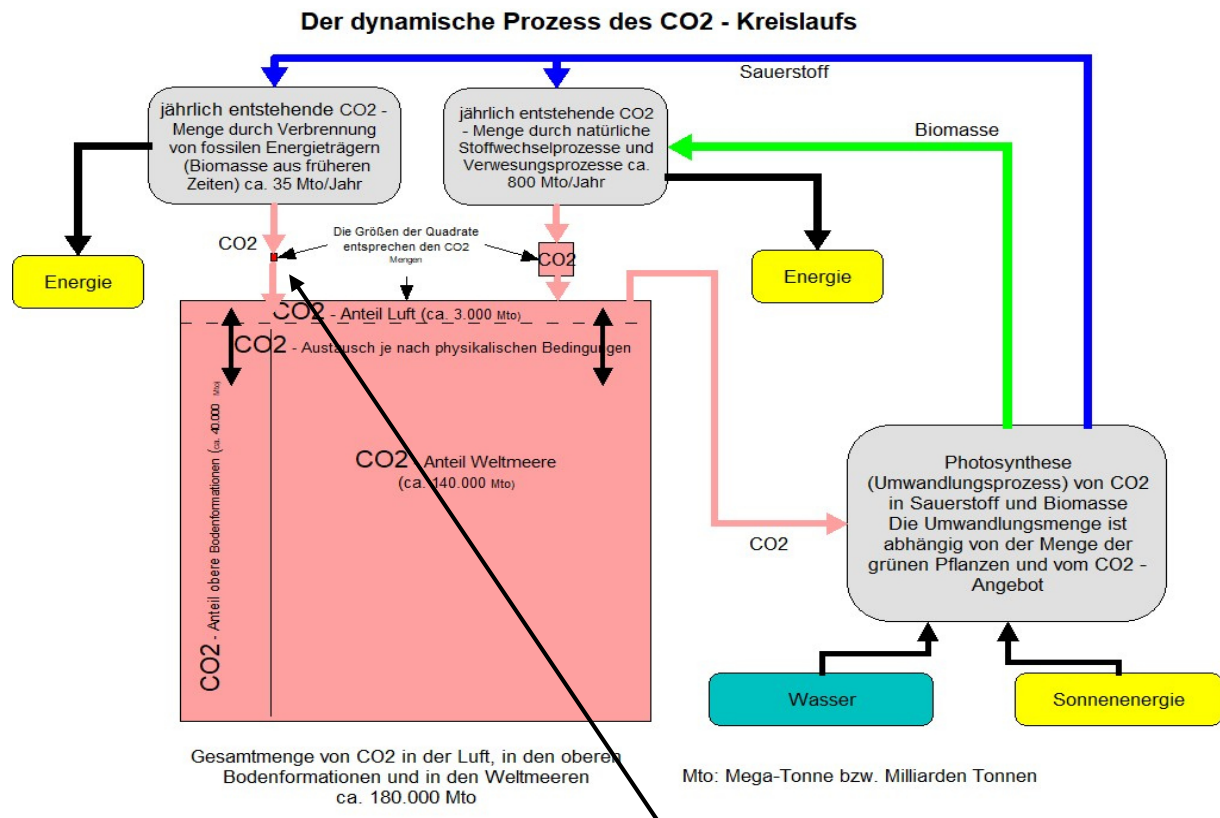 Der dynamische Prozess des CO2 - Kreislaufs
Sauerstoff
jährlich entstehende CO2 -
Menge durch Verbrennung
von fossilen Energieträgern
(Biomasse aus früheren
Zeiten) ca. 35 Mto/Jahr
jährlich entstehende CO2
- Menge durch natürliche
Stoffwechselprozesse und
Verwesungsprozesse ca.
800 Mto/Jahr
Biomasse
CO2
Die Größen der Quadrate
entsprechen den CO2
Mengen
CO2
Energie
Energie
CO2 - Anteil Luft (ca. 3.000 Mto)
CO2 - Austausch je nach physikalischen Bedingungen
CO2 - Anteil obere Bodenformationen (ca. 40.000 Mto)
CO2 - Anteil Weltmeere
(ca. 140.000 Mto)
CO2
Photosynthese
(Umwandlungsprozess) von CO2
in Sauerstoff und Biomasse
Die Umwandlungsmenge ist
abhängig von der Menge der
grünen Pflanzen und vom CO2 -
Angebot
Wasser
Sonnenenergie
Gesamtmenge von CO2 in der Luft, in den oberen
Bodenformationen und in den Weltmeeren
ca. 180.000 Mto
Mto: Mega-Tonne bzw. Milliarden Tonnen